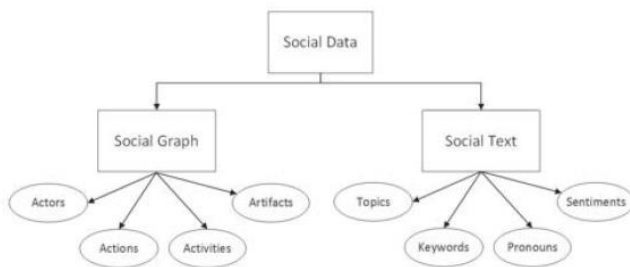 Social Data
Social Graph
Social Text
Actors
Artifacts
Topics
Sentiments
Actions
Activities
Keywords
Pronouns